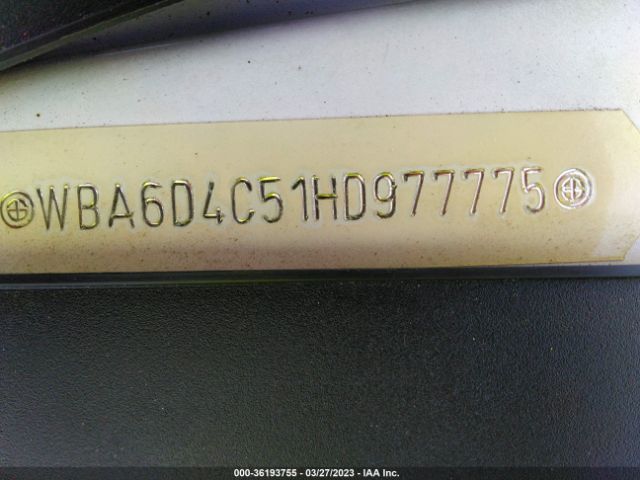 WBA6D4C51HD977775
000-36193755 — 03/27/2023 — IAA Inc.